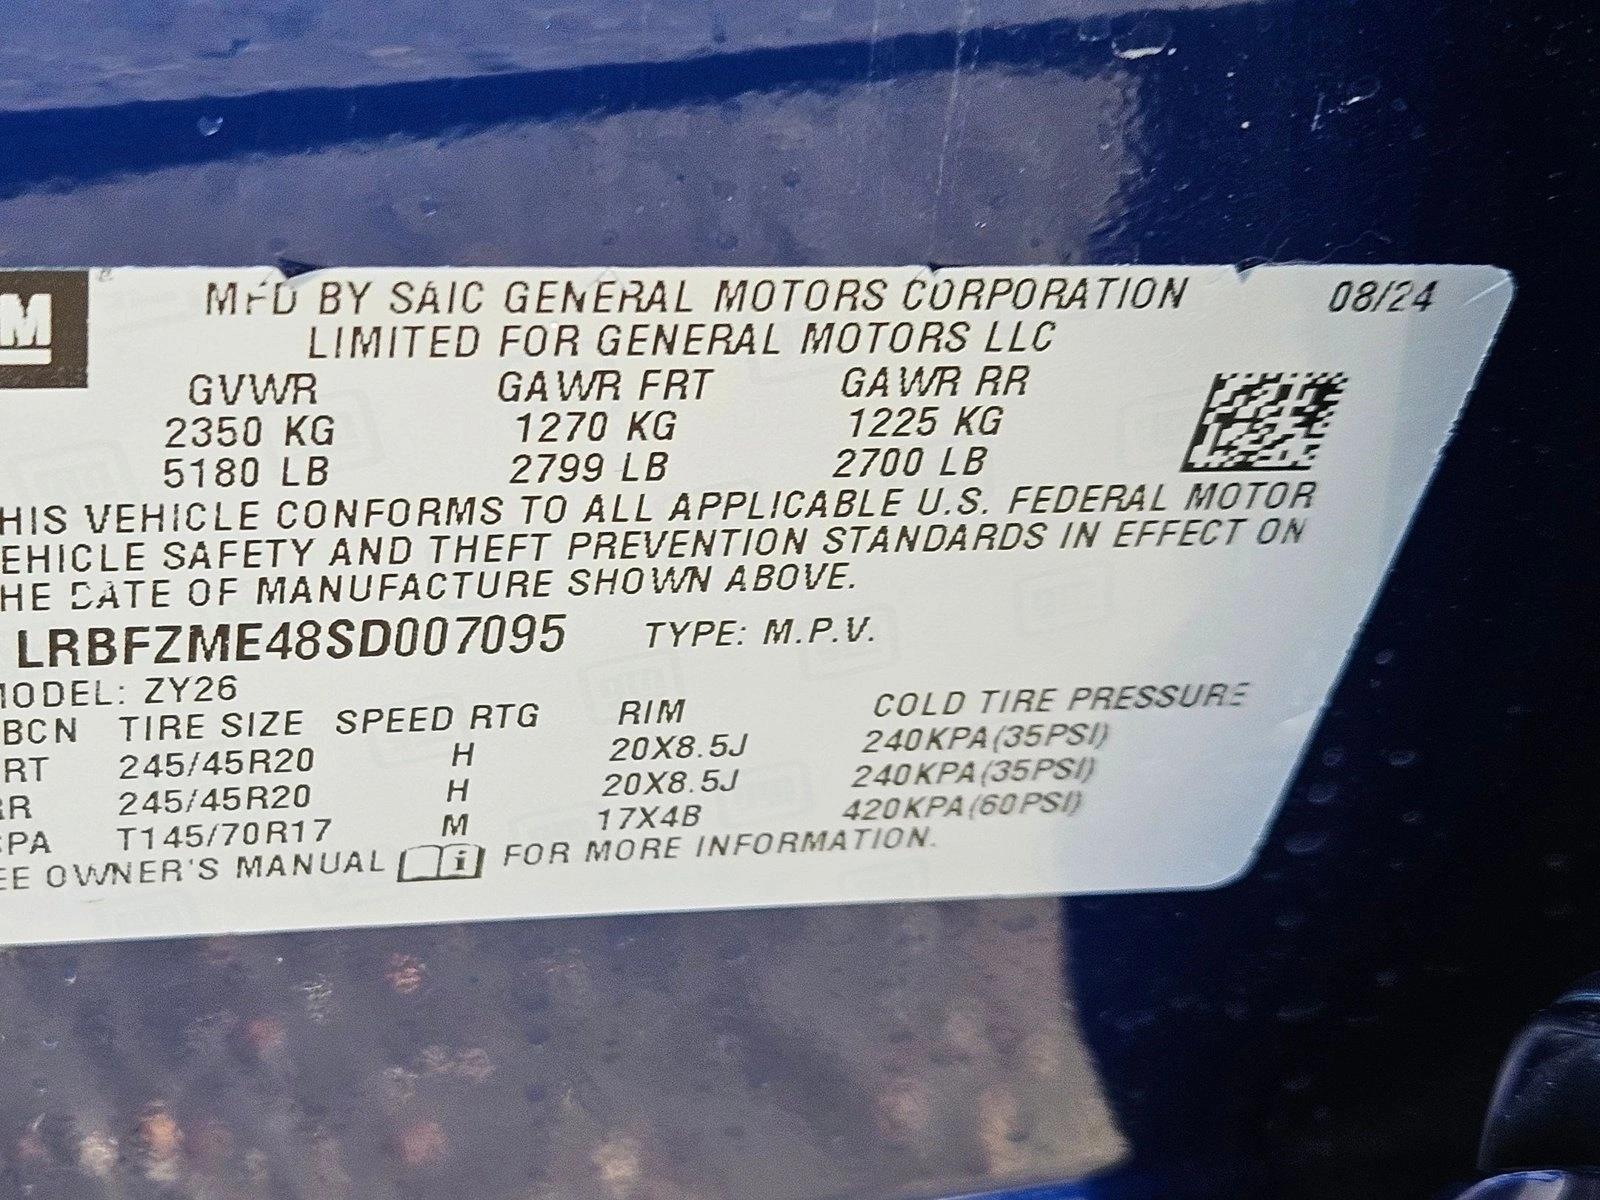 M
MFD BY SAIC GENERAL MOTORS CORPORATION 08/24
LIMITED FOR GENERAL MOTORS LLC
GVWR GAWR FRT GAWR RR
2350 KG 1270 KG 1225 KG
5180 LB 2799 LB 2700 LB
HIS VEHICLE CONFORMS TO ALL APPLICABLE U.S. FEDERAL MOTOR
EHICLE SAFETY AND THEFT PREVENTION STANDARDS IN EFFECT ON
HE DATE OF MANUFACTURE SHOWN ABOVE.
LRBFZME48SD007095 TYPE: M.P.V.
MODEL: ZY26
BCN TIRE SIZE SPEED RTG RIM COLD TIRE PRESSURE
RT 245/45R20 H 20X8.5J 240KPA(35PSI)
RR 245/45R20 H 20X8.5J 240KPA(35PSI)
PA T145/70R17 M 17X4B 420KPA(60PSI)
EE OWNER'S MANUAL i FOR MORE INFORMATION.